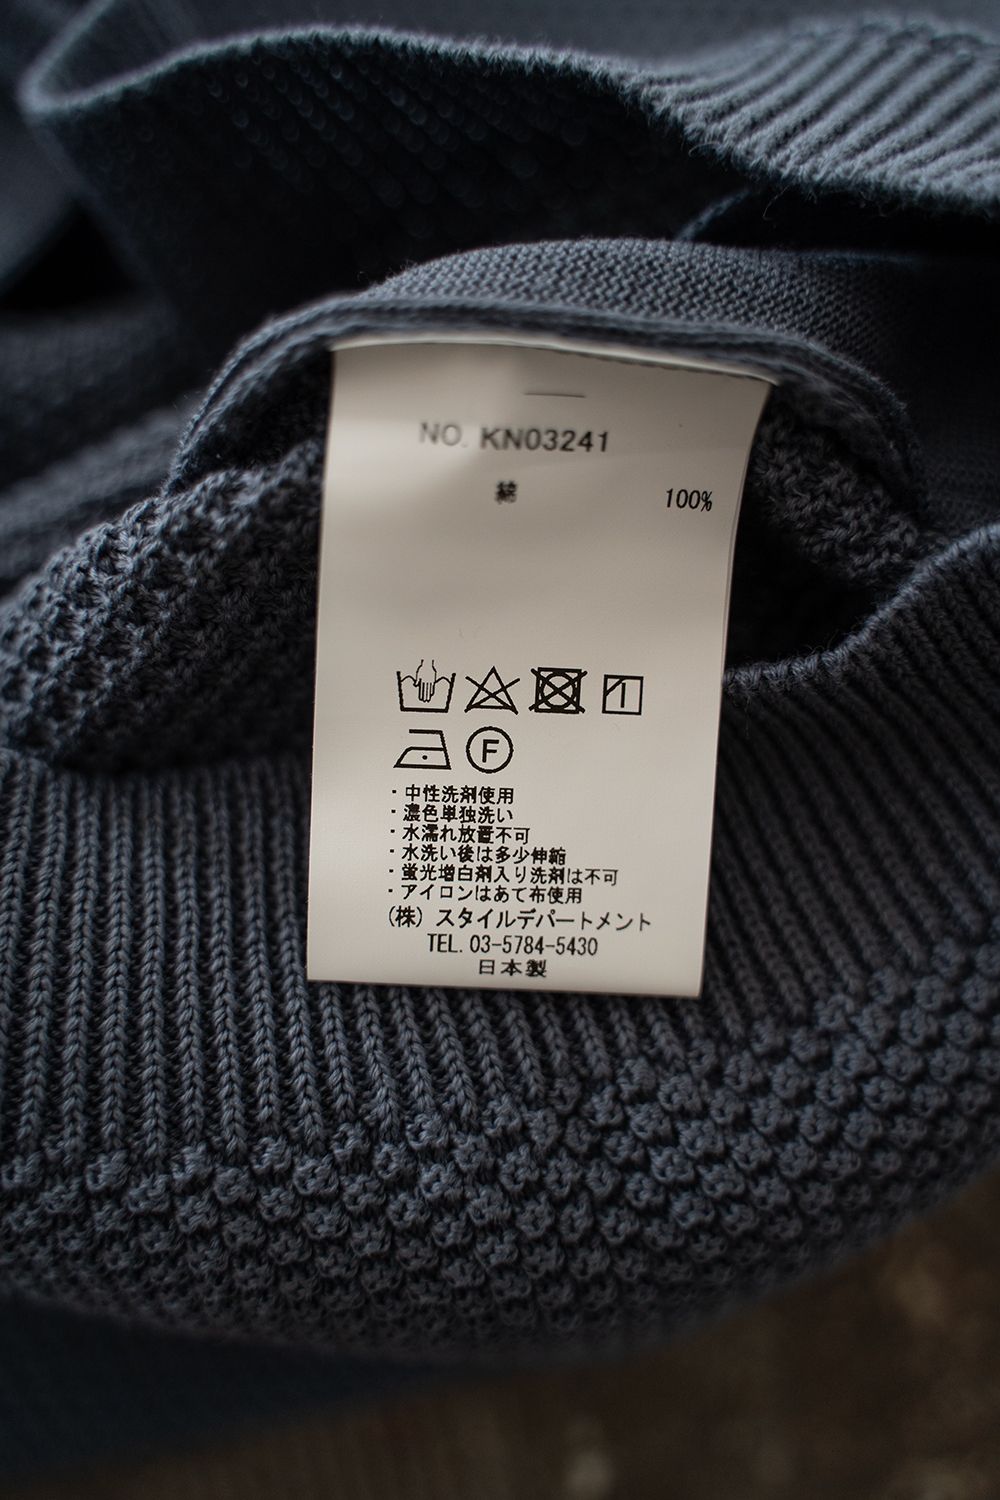 NO. KN03241
綿 100%
F
・中性洗剤使用
・濃色単独洗い
・水濡れ放置不可
・水洗い後は多少伸縮
・蛍光増白剤入り洗剤は不可
・アイロンはあて布使用
(株) スタイルデパートメント
TEL. 03-5784-5430
日本製